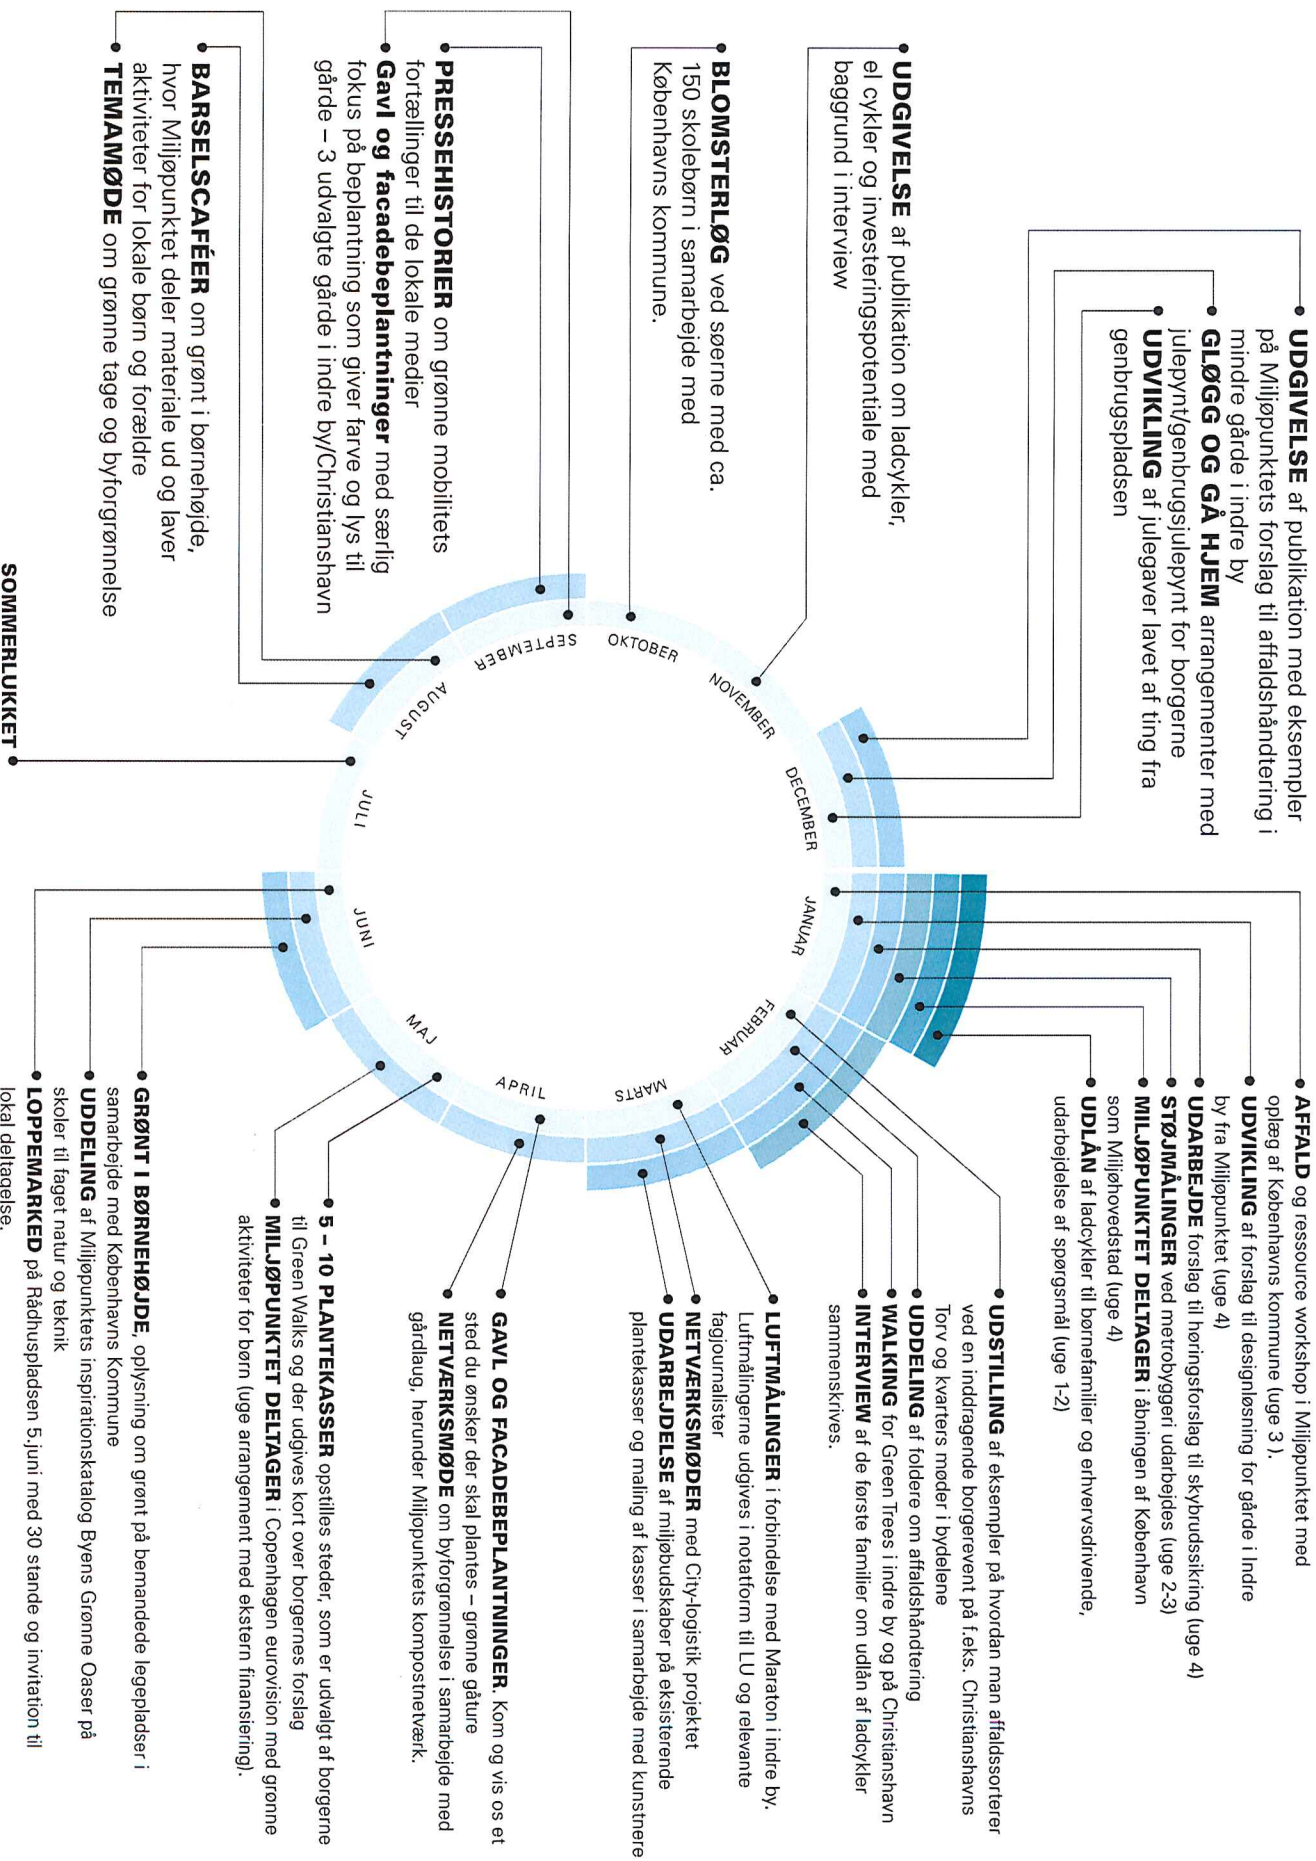 UDGIVELSE af publikation med eksempler
på Miljøpunktets forslag til affaldshåndtering i
mindre gårde i indre by
GLØGG OG GÅ HJEM arrangementer med
julepynt/genbrugsjulepynt for borgerne
UDVIKLING af julegaver lavet af ting fra
genbrugspladsen
UDGIVELSE af publikation om ladcykler,
el cykler og investeringspotentiale med
baggrund i interview
BLOMSTERLØG ved søerne med ca.
150 skolebørn i samarbejde med
Københavns kommune.
PRESSEHISTORIER om grønne mobilitets
fortællinger til de lokale medier
Gavl og facadebeplantninger med særlig
fokus på beplantning som giver farve og lys til
gårde – 3 udvalgte gårde i indre by/Christianshavn
BARSELSCAFÉER om grønt i børnehøjde,
hvor Miljøpunktet deler materiale ud og laver
aktiviteter for lokale børn og forældre
TEMAMØDE om grønne tage og byforgrønnelse
SOMMERLUKKET
JANUAR
FEBRUAR
MARTS
APRIL
MAJ
JUNI
JULI
AUGUST
SEPTEMBER
OKTOBER
NOVEMBER
DECEMBER
AFFALD og ressource workshop i Miljøpunktet med
oplæg af Københavns kommune (uge 3 ).
UDVIKLING af forslag til designløsning for gårde i Indre
by fra Miljøpunktet (uge 4)
UDARBEJDE forslag til høringsforslag til skybrudssikring (uge 4)
STØJMÅLINGER ved metrobyggeri udarbejdes (uge 2-3)
MILJØPUNKTET DELTAGER i åbningen af København
som Miljøhovedstad (uge 4)
UDLÅN af ladcykler til børnefamilier og erhvervsdrivende,
udarbejdelse af spørgsmål (uge 1-2)
UDSTILLING af eksempler på hvordan man affaldssorterer
ved en inddragende borgerevent på f.eks. Christianshavns
Torv og kvarters møder i bydelene
UDDELING af foldere om affaldshåndtering
WALKING for Green Trees i indre by og på Christianshavn
INTERVIEW af de første familier om udlån af ladcykler
sammenskrives.
LUFTMÅLINGER i forbindelse med Maraton i indre by.
Luftmålingerne udgives i notatform til LU og relevante
fagjournalister
NETVÆRKSMØDER med City-logistik projektet
UDARBEJDELSE af miljøbudskaber på eksisterende
plantekasser og maling af kasser i samarbejde med kunstnere
GAVL OG FACADEBEPLANTNINGER. Kom og vis os et
sted du ønsker der skal plantes – grønne gåture
NETVÆRKSMØDE om byforgrønnelse i samarbejde med
gårdlaug, herunder Miljøpunktets kompostnetværk.
5 – 10 PLANTEKASSER opstilles steder, som er udvalgt af borgerne
til Green Walks og der udgives kort over borgernes forslag
MILJØPUNKTET DELTAGER i Copenhagen eurovision med grønne
aktiviteter for børn (uge arrangement med ekstern finansiering).
GRØNT I BØRNEHØJDE, oplysning om grønt på bemandede legepladser i
samarbejde med Københavns Kommune
UDDELING af Miljøpunktets inspirationskatalog Byens Grønne Oaser på
skoler til faget natur og teknik
LOPPEMARKED på Rådhuspladsen 5.juni med 30 stande og invitation til
lokal deltagelse.